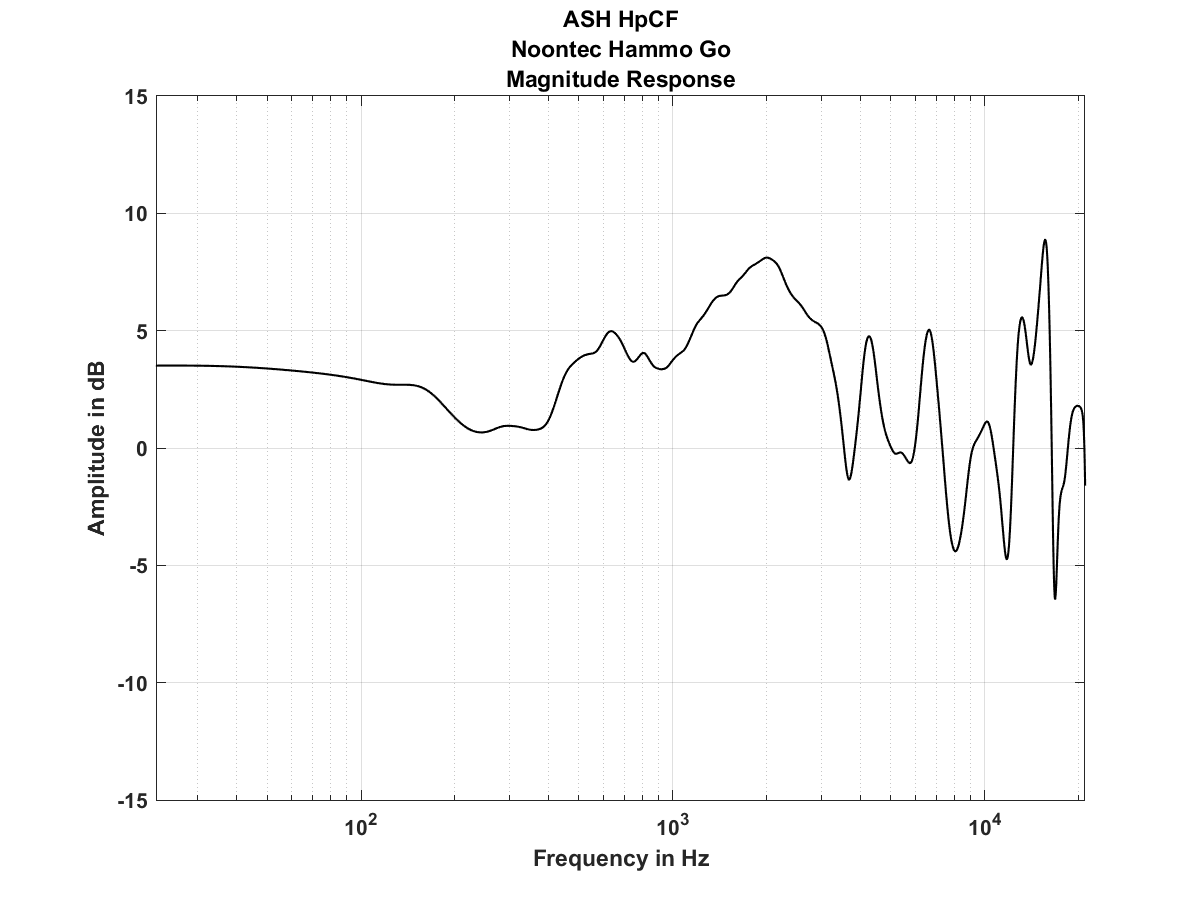 ASH HpCF
Noontec Hammo Go
Magnitude Response
15
10
5
0
-5
-10
-15
Amplitude in dB
10^2
10^3
10^4
Frequency in Hz